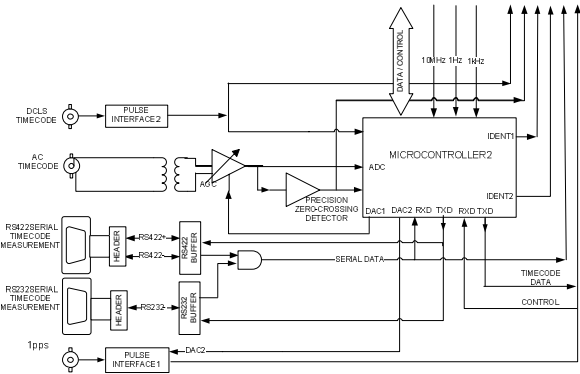 10MHz 1Hz 1kHz
DATA / CONTROL
DCLS
TIMECODE
PULSE
INTERFACE2
AC
TIMECODE
AGC
PRECISION
ZERO-CROSSING
DETECTOR
MICROCONTROLLER2
ADC
IDENT1
IDENT2
DAC1 DAC2 RXD TXD RXD TXD
RS422SERIAL
TIMECODE
MEASUREMENT
HEADER
RS422+
RS422-
RS422
BUFFER
SERIAL DATA
TIMECODE
DATA
RS232SERIAL
TIMECODE
MEASUREMENT
HEADER
RS232-
RS232
BUFFER
CONTROL
1pps
PULSE
INTERFACE1
DAC2